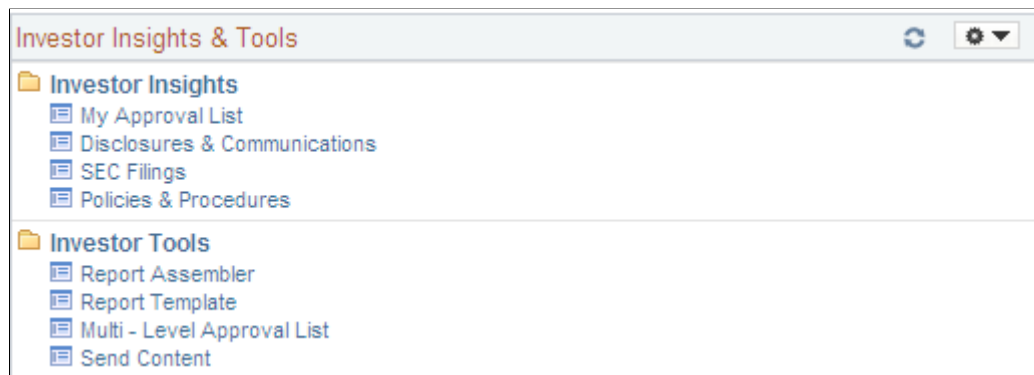 Investor Insights & Tools
Investor Insights
My Approval List
Disclosures & Communications
SEC Filings
Policies & Procedures
Investor Tools
Report Assembler
Report Template
Multi - Level Approval List
Send Content